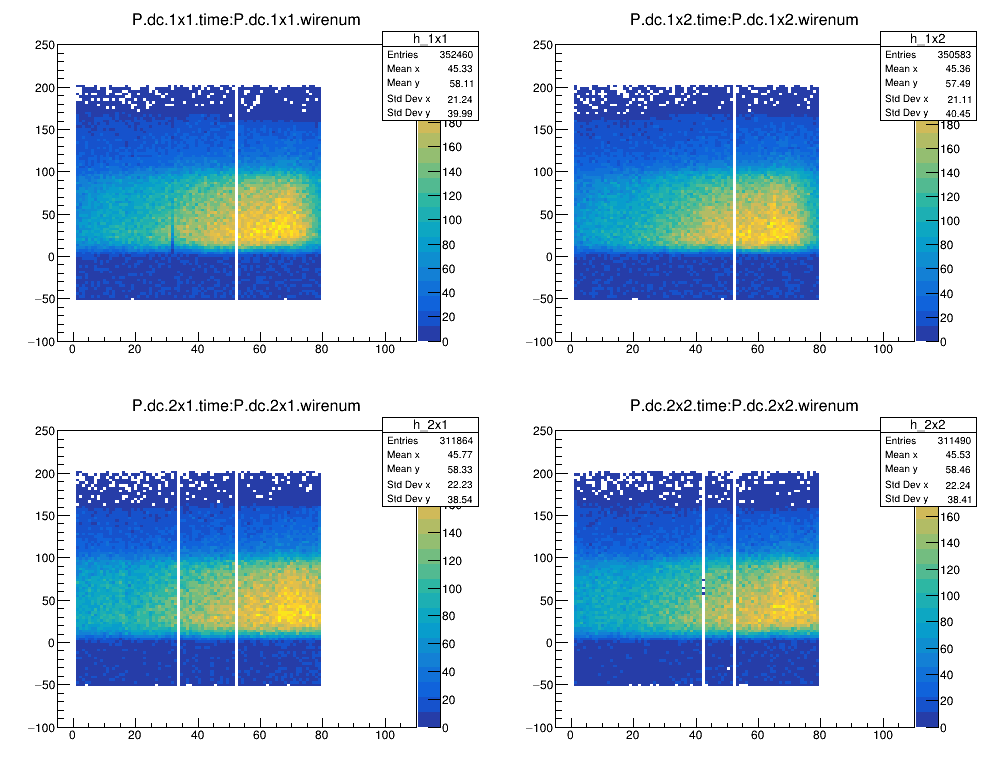 P.dc.1x1.time:P.dc.1x1.wirenum
h_1x1
Entries 352460
Mean x 45.33
Mean y 58.11
Std Dev x 21.24
Std Dev y 39.99
250
200
150
100
50
0
−50
−100
0 20 40 60 80 100
180
160
140
120
100
80
60
40
20
0
P.dc.1x2.time:P.dc.1x2.wirenum
h_1x2
Entries 350583
Mean x 45.36
Mean y 57.49
Std Dev x 21.11
Std Dev y 40.45
250
200
150
100
50
0
−50
−100
0 20 40 60 80 100
180
160
140
120
100
80
60
40
20
0
P.dc.2x1.time:P.dc.2x1.wirenum
h_2x1
Entries 311864
Mean x 45.77
Mean y 58.33
Std Dev x 22.23
Std Dev y 38.54
250
200
150
100
50
0
−50
−100
0 20 40 60 80 100
160
140
120
100
80
60
40
20
0
P.dc.2x2.time:P.dc.2x2.wirenum
h_2x2
Entries 311490
Mean x 45.53
Mean y 58.46
Std Dev x 22.24
Std Dev y 38.41
250
200
150
100
50
0
−50
−100
0 20 40 60 80 100
160
140
120
100
80
60
40
20
0